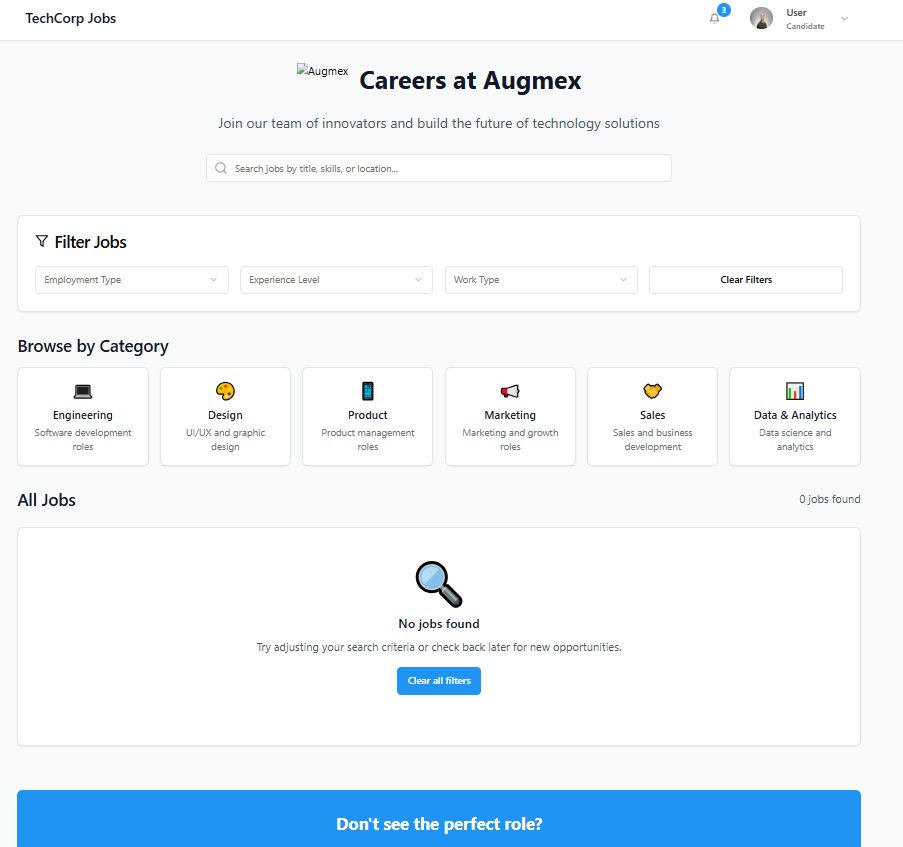 TechCorp Jobs
3
User
Candidate
Augmex
Careers at Augmex
Join our team of innovators and build the future of technology solutions
Search jobs by title, skills, or location...
Filter Jobs
Employment Type
Experience Level
Work Type
Clear Filters
Browse by Category
Engineering
Software development
roles
Design
UI/UX and graphic
design
Product
Product management
roles
Marketing
Marketing and growth
roles
Sales
Sales and business
development
Data & Analytics
Data science and
analytics
All Jobs
0 jobs found
No jobs found
Try adjusting your search criteria or check back later for new opportunities.
Clear all filters
Don't see the perfect role?